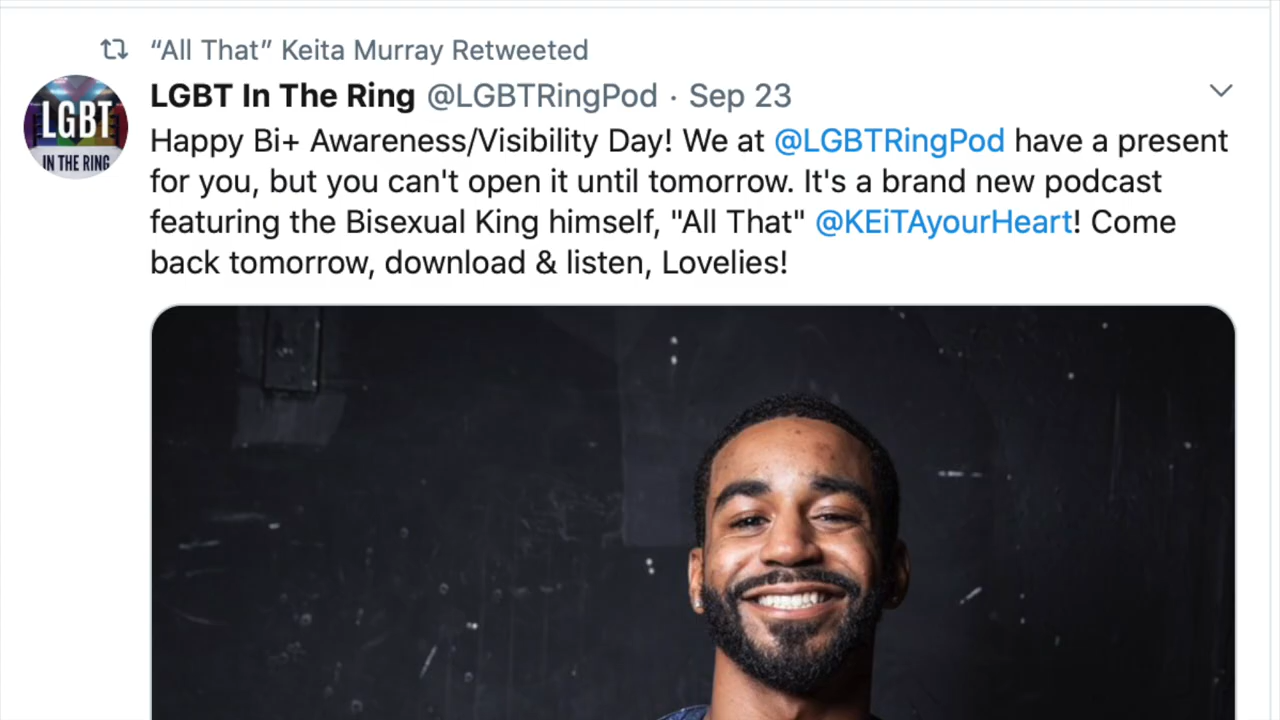 “All That” Keita Murray Retweeted
LGBT In The Ring @LGBTRingPod · Sep 23
LGBT
IN THE RING
Happy Bi+ Awareness/Visibility Day! We at @LGBTRingPod have a present
for you, but you can't open it until tomorrow. It's a brand new podcast
featuring the Bisexual King himself, "All That" @KEiTAyourHeart! Come
back tomorrow, download & listen, Lovelies!